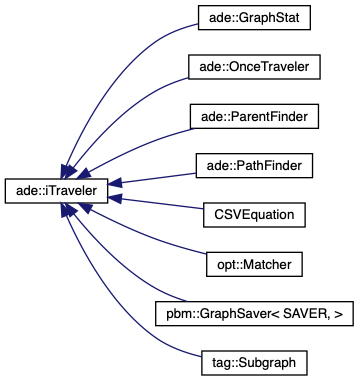 ade::GraphStat
ade::OnceTraveler
ade::ParentFinder
ade::PathFinder
ade::iTraveler
CSVEquation
opt::Matcher
pbm::GraphSaver< SAVER, >
tag::Subgraph